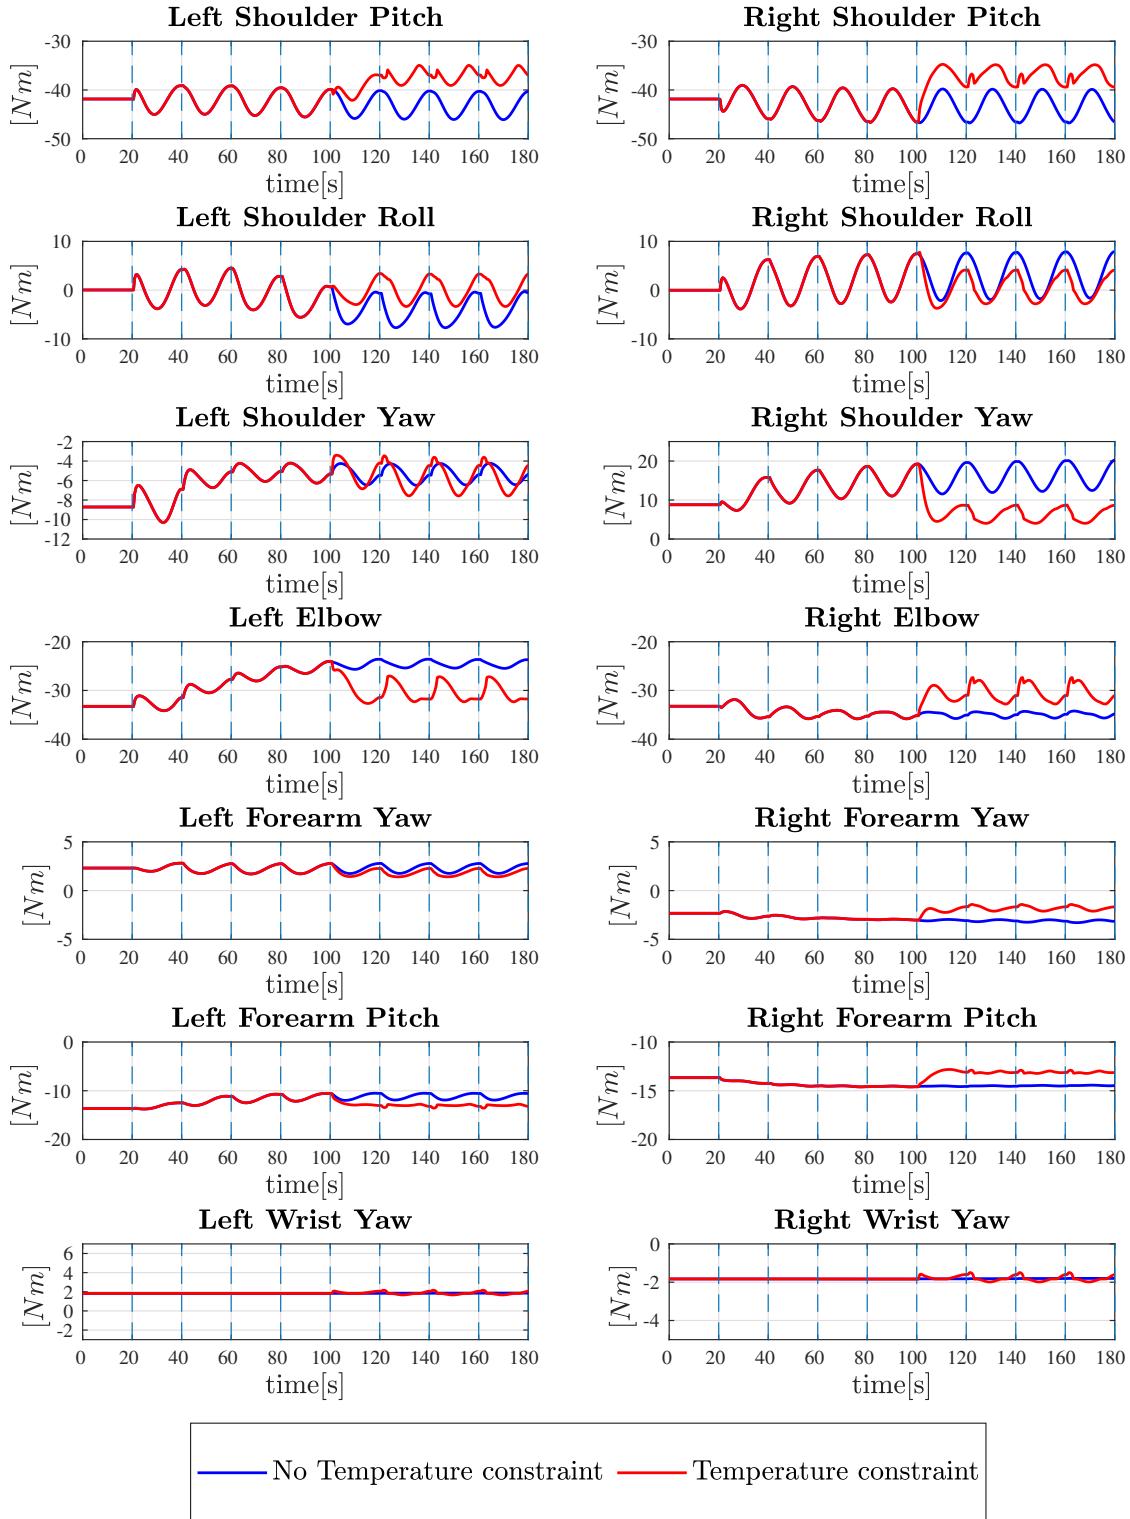 Left Shoulder Pitch
Right Shoulder Pitch
-30
-40
-50
[Nm]
0 20 40 60 80 100 120 140 160 180
time[s]
-30
-40
-50
[Nm]
0 20 40 60 80 100 120 140 160 180
time[s]
Left Shoulder Roll
Right Shoulder Roll
10
0
-10
[Nm]
0 20 40 60 80 100 120 140 160 180
time[s]
10
0
-10
[Nm]
0 20 40 60 80 100 120 140 160 180
time[s]
Left Shoulder Yaw
Right Shoulder Yaw
-2
-4
-6
-8
-10
-12
[Nm]
0 20 40 60 80 100 120 140 160 180
time[s]
20
10
0
[Nm]
0 20 40 60 80 100 120 140 160 180
time[s]
Left Elbow
Right Elbow
-20
-30
-40
[Nm]
0 20 40 60 80 100 120 140 160 180
time[s]
-20
-30
-40
[Nm]
0 20 40 60 80 100 120 140 160 180
time[s]
Left Forearm Yaw
Right Forearm Yaw
5
0
-5
[Nm]
0 20 40 60 80 100 120 140 160 180
time[s]
5
0
-5
[Nm]
0 20 40 60 80 100 120 140 160 180
time[s]
Left Forearm Pitch
Right Forearm Pitch
0
-10
-20
[Nm]
0 20 40 60 80 100 120 140 160 180
time[s]
-10
-15
-20
[Nm]
0 20 40 60 80 100 120 140 160 180
time[s]
Left Wrist Yaw
Right Wrist Yaw
6
4
2
0
-2
[Nm]
0 20 40 60 80 100 120 140 160 180
time[s]
0
-2
-4
[Nm]
0 20 40 60 80 100 120 140 160 180
time[s]
No Temperature constraint
Temperature constraint